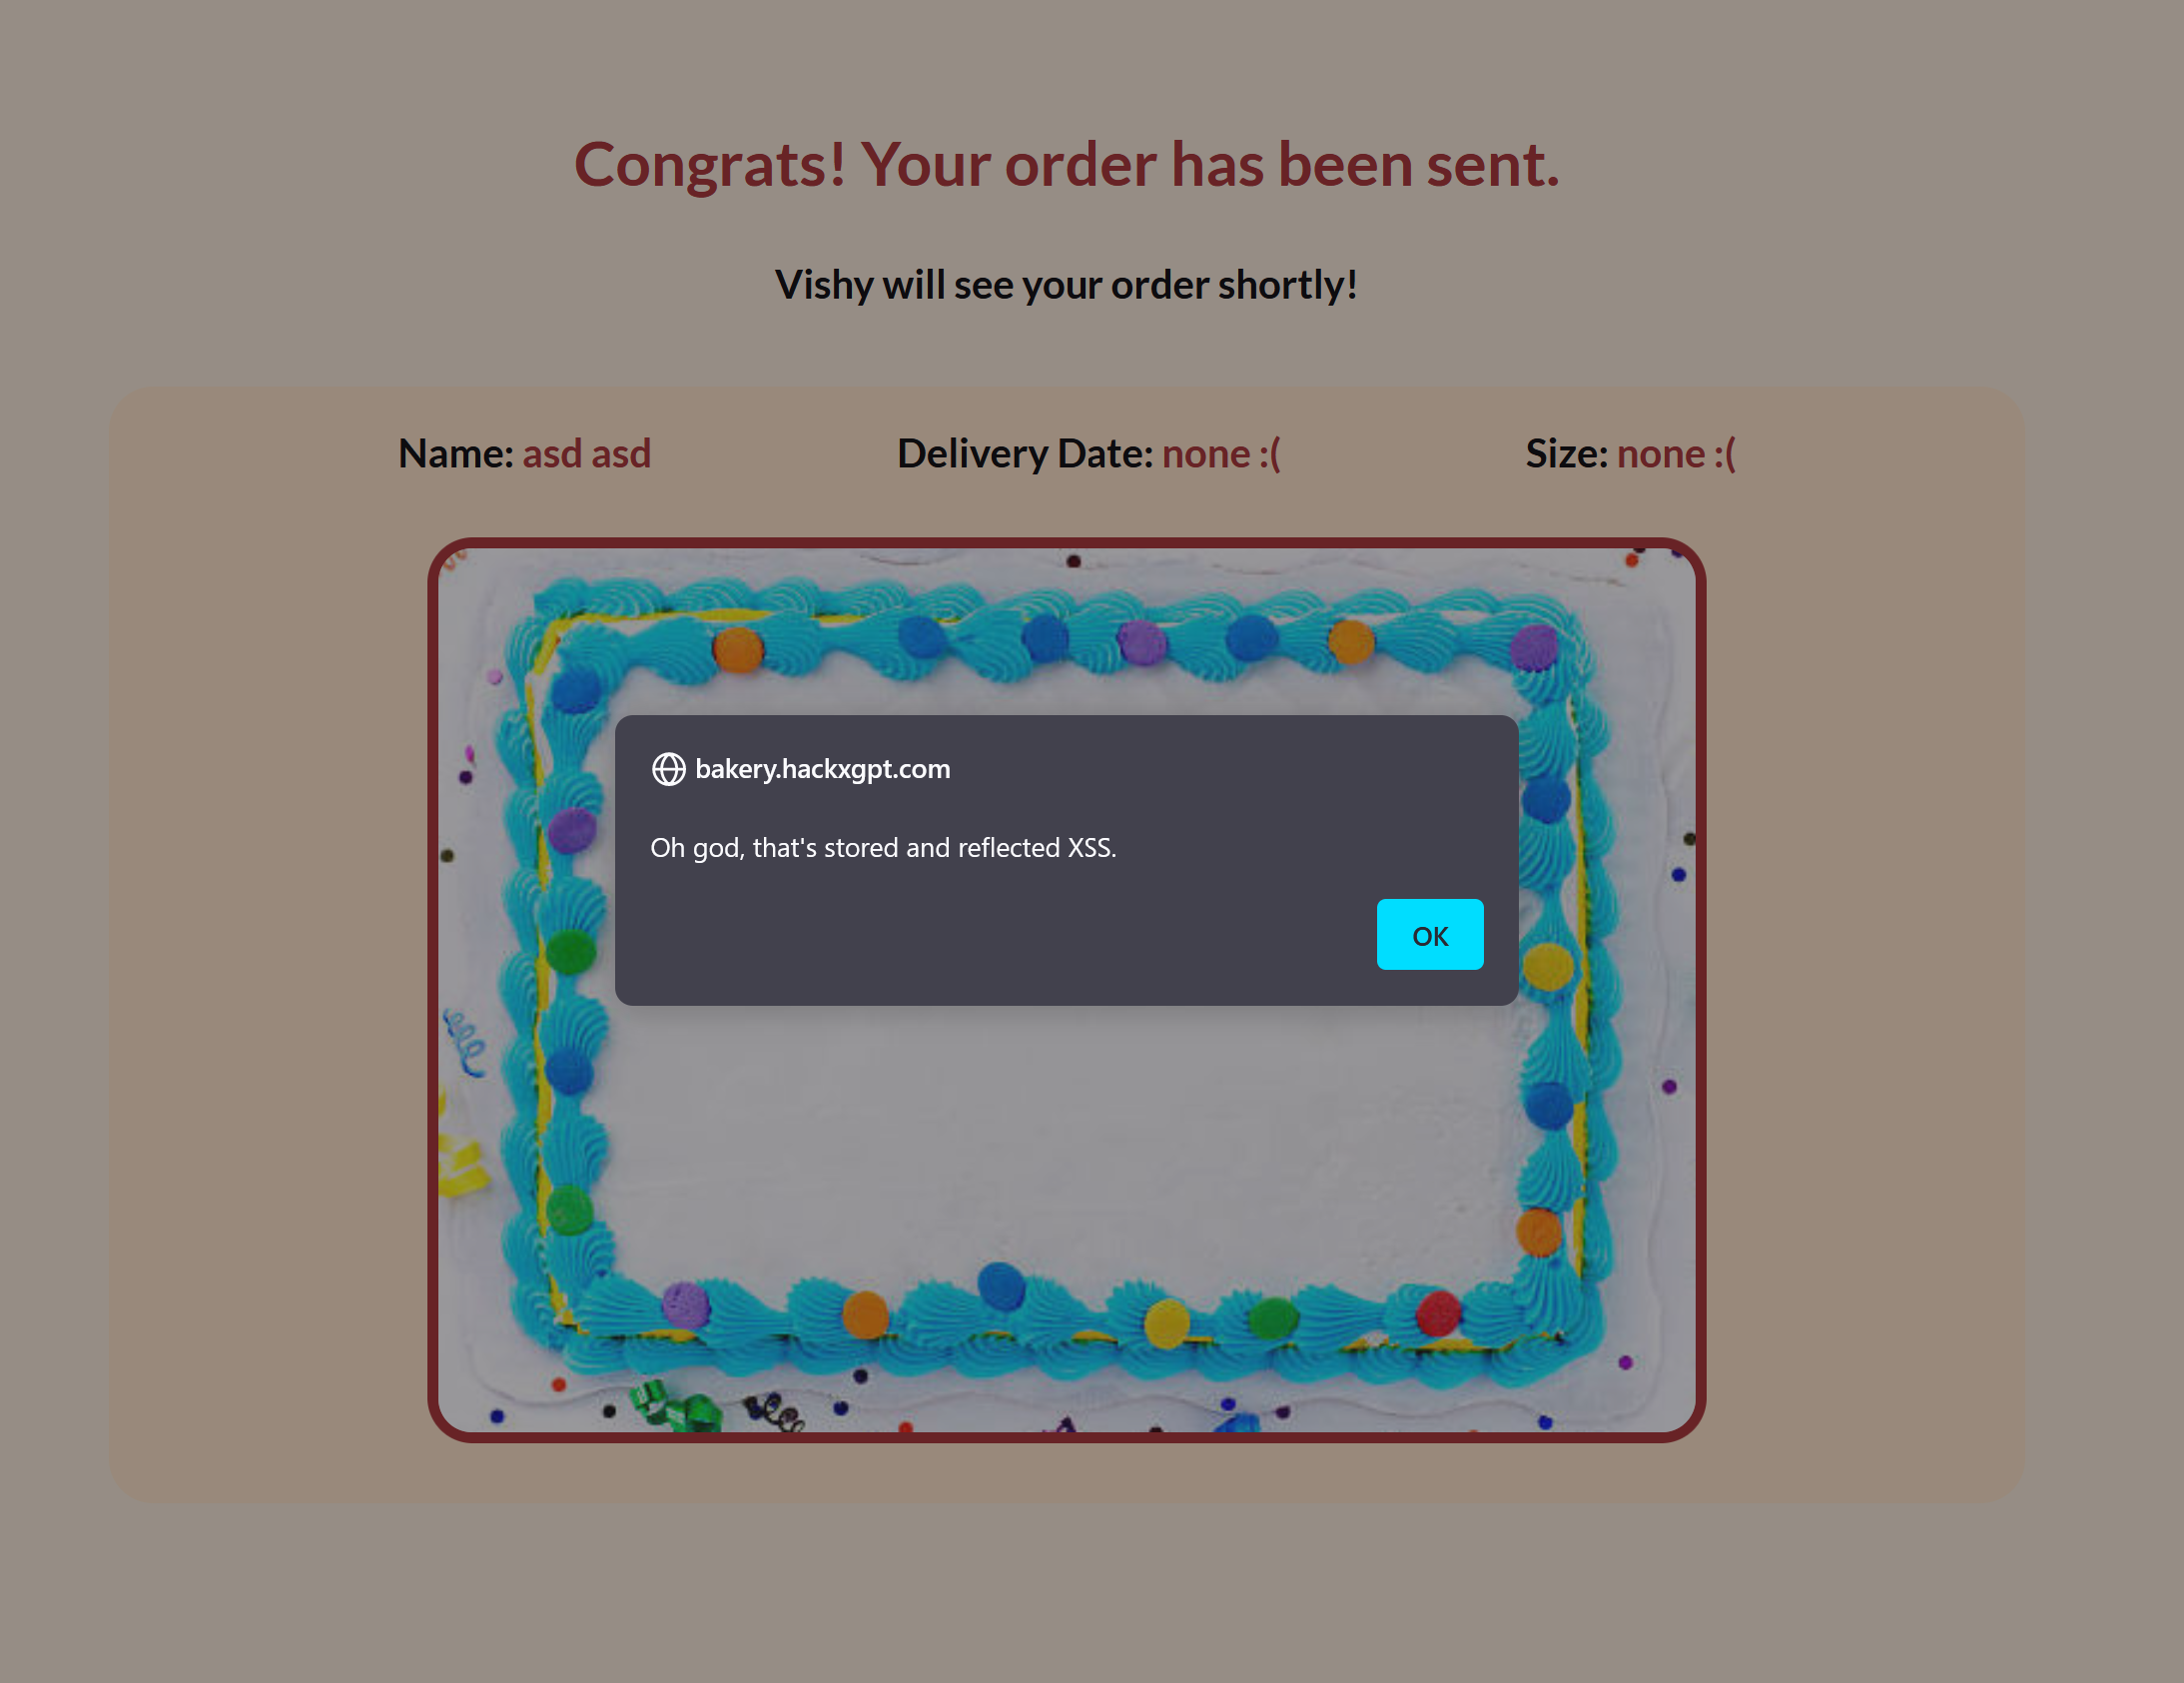 Congrats! Your order has been sent.
Vishy will see your order shortly!
Name: asd asd
Delivery Date: none :(
Size: none :(
bakery.hackxgpt.com
Oh god, that's stored and reflected XSS.
OK